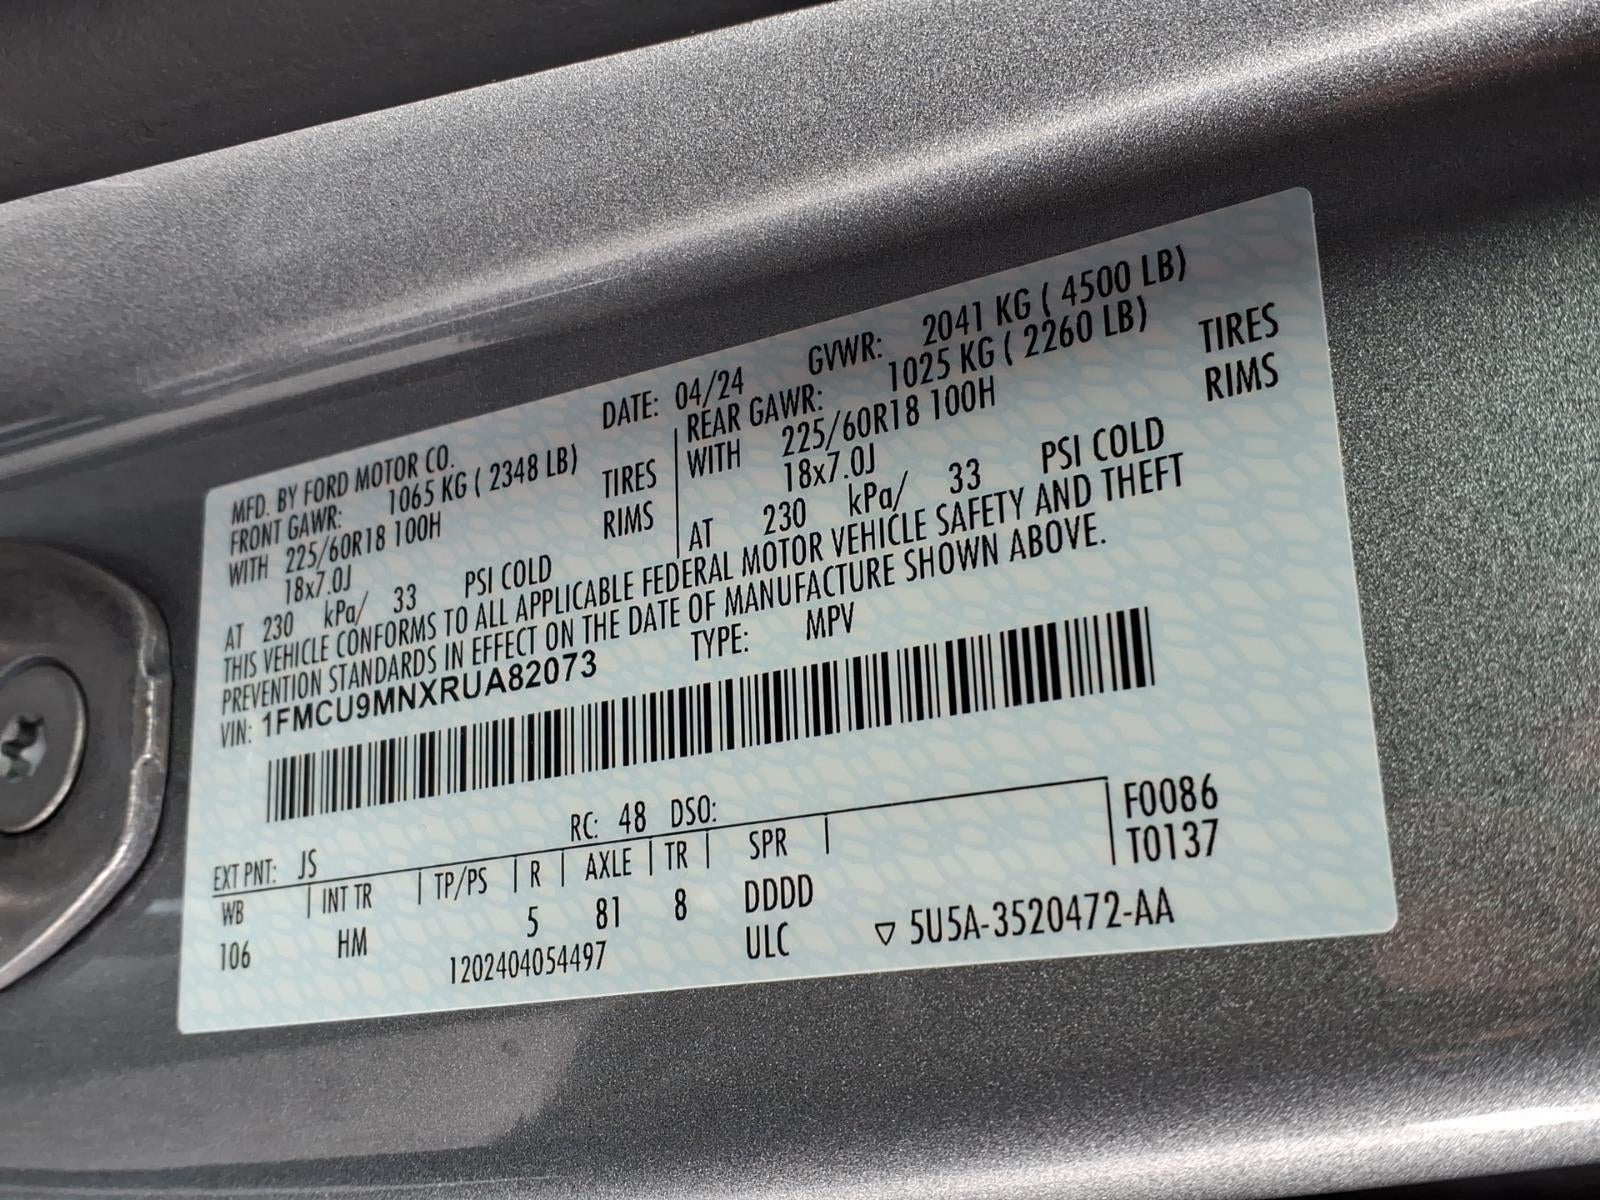 MFD. BY FORD MOTOR CO. DATE: 04/24 GVWR: 2041 KG ( 4500 LB)
FRONT GAWR: 1065 KG ( 2348 LB) REAR GAWR: 1025 KG ( 2260 LB)
WITH 225/60R18 100H TIRES WITH 225/60R18 100H TIRES
18x7.0J RIMS 18x7.0J RIMS
AT 230 kPa/ 33 PSI COLD AT 230 kPa/ 33 PSI COLD
THIS VEHICLE CONFORMS TO ALL APPLICABLE FEDERAL MOTOR VEHICLE SAFETY AND THEFT
PREVENTION STANDARDS IN EFFECT ON THE DATE OF MANUFACTURE SHOWN ABOVE.
VIN: 1FMCU9MNXRUA82073 TYPE: MPV
RC: 48 DSO: F0086
EXT PNT: JS T0137
WB INT TR TP/PS R AXLE TR SPR
106 HM 5 81 8 DDDD
1202404054497 ULC ▽ 5U5A-3520472-AA